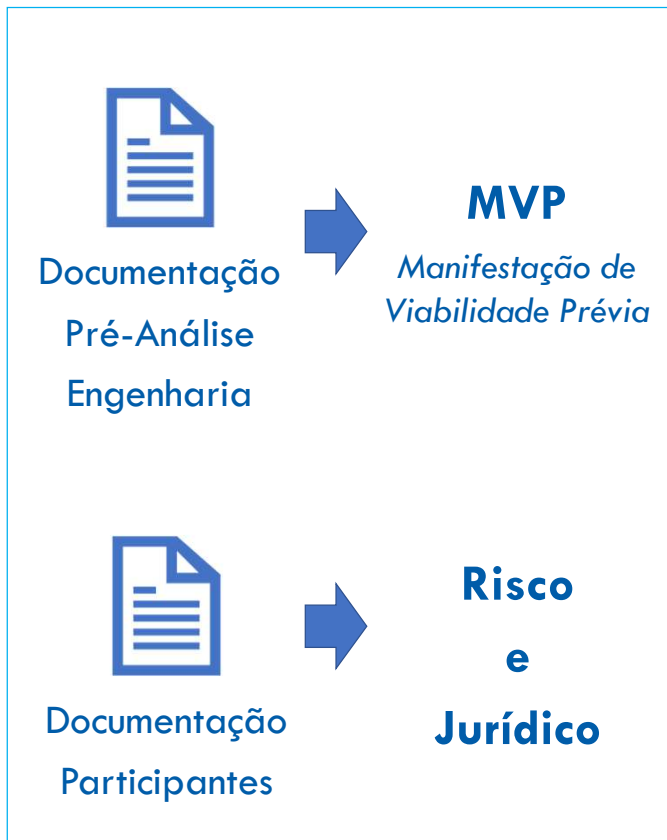 Documentação
Pré-Análise
Engenharia
MVP
Manifestação de
Viabilidade Prévia
Documentação
Participantes
Risco
e
Jurídico